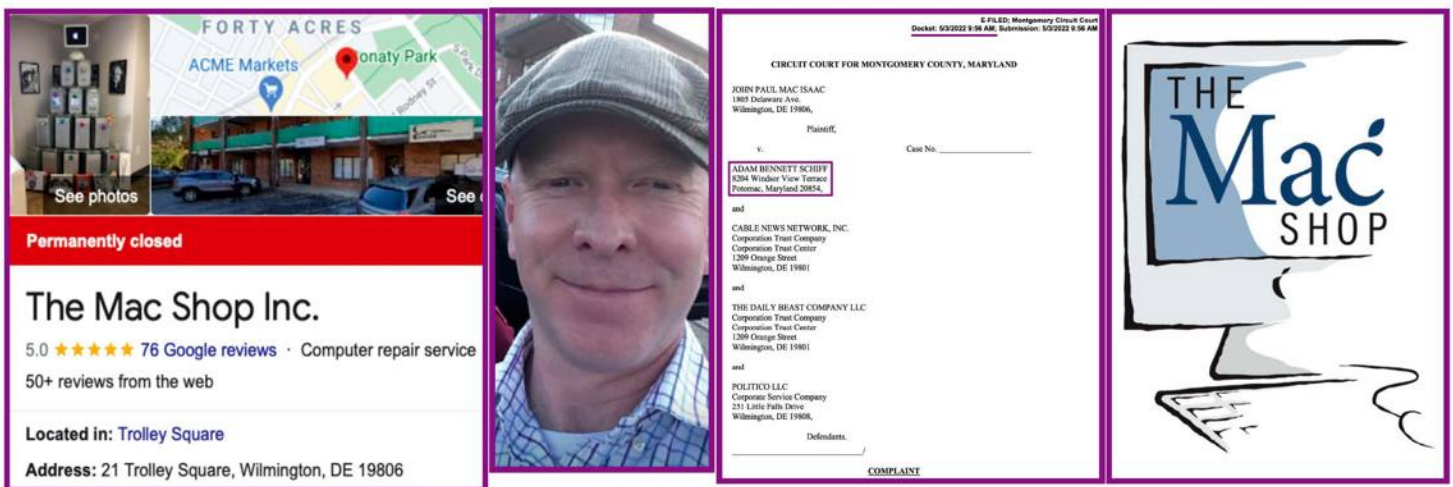 FORTY ACRES
ACME Markets
onaty Park
Rodney St
See photos
See
Permanently closed
The Mac Shop Inc.
5.0 ★★★★★ 76 Google reviews · Computer repair service
50+ reviews from the web
Located in: Trolley Square
Address: 21 Trolley Square, Wilmington, DE 19806
E-FILED; Montgomery Circuit Court
Docket: 5/3/2022 9:56 AM; Submission: 5/3/2022 9:56 AM
CIRCUIT COURT FOR MONTGOMERY COUNTY, MARYLAND
JOHN PAUL MAC ISAAC
1805 Delaware Ave.
Wilmington, DE 19806,
Plaintiff,
v. Case No.
ADAM BENNETT SCHIFF
8204 Windsor View Terrace
Potomac, Maryland 20854,
and
CABLE NEWS NETWORK, INC.
Corporation Trust Company
Corporation Trust Center
1209 Orange Street
Wilmington, DE 19801
and
THE DAILY BEAST COMPANY LLC
Corporation Trust Company
Corporation Trust Center
1209 Orange Street
Wilmington, DE 19801
and
POLITICO LLC
Corporate Service Company
251 Little Falls Drive
Wilmington, DE 19808,
Defendants.
/
COMPLAINT
THE
Mac
SHOP